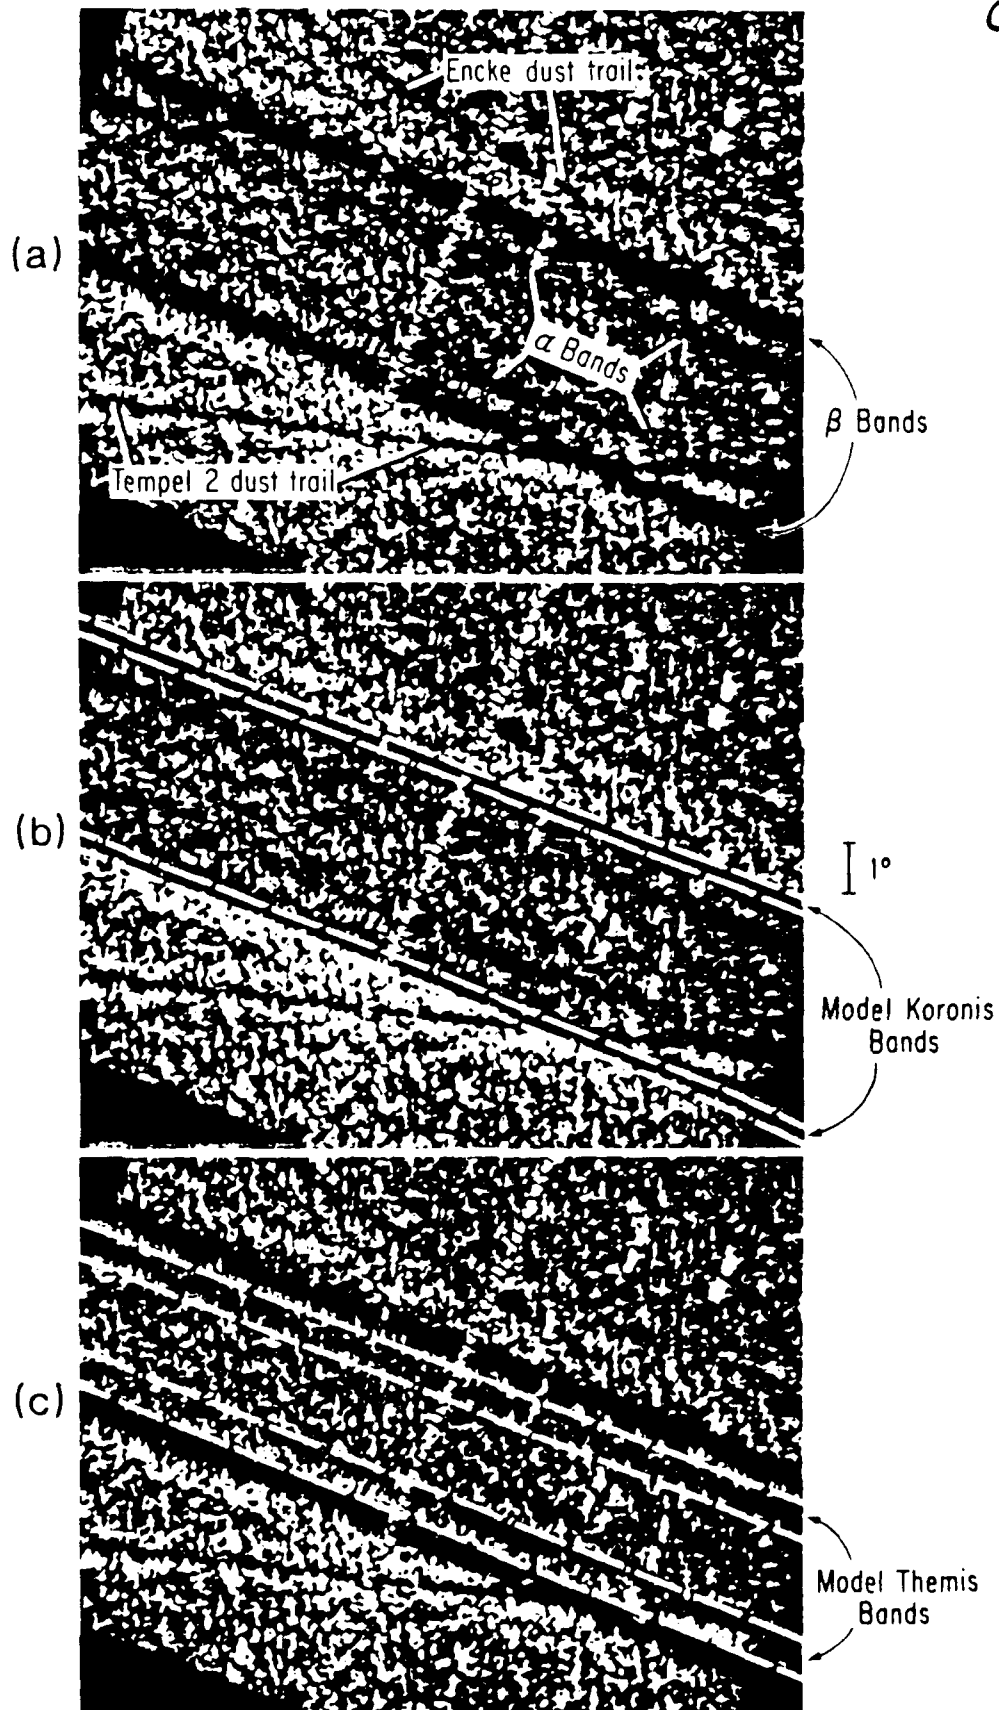 Encke dust trail
(a)
α Bands
β Bands
Tempel 2 dust trail
(b)
1°
Model Koronis
Bands
(c)
Model Themis
Bands